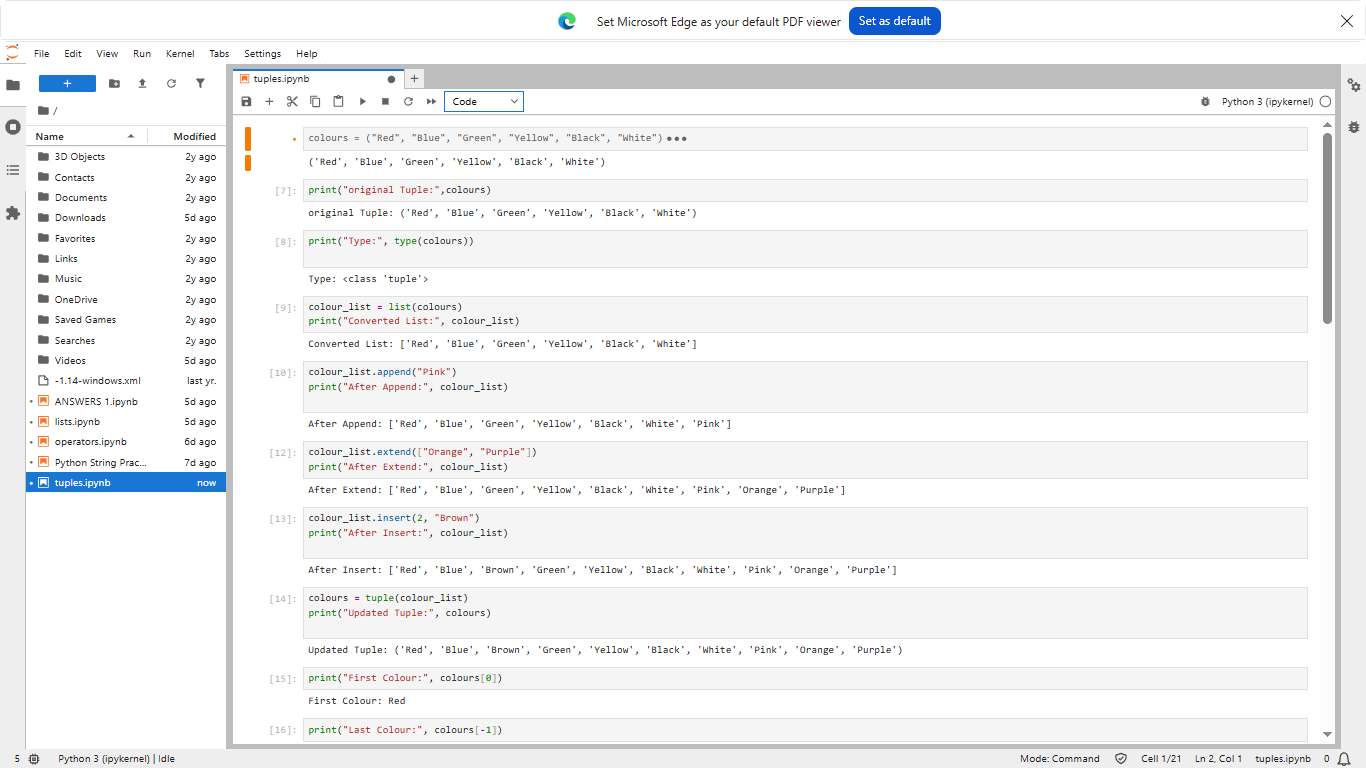 Set Microsoft Edge as your default PDF viewer Set as default
File Edit View Run Kernel Tabs Settings Help
tuples.ipynb
+
Code
Python 3 (ipykernel)
/
Name Modified
3D Objects 2y ago
Contacts 2y ago
Documents 2y ago
Downloads 5d ago
Favorites 2y ago
Links 2y ago
Music 2y ago
OneDrive 2y ago
Saved Games 2y ago
Searches 2y ago
Videos 5d ago
-1.14-windows.xml last yr.
ANSWERS 1.ipynb 5d ago
lists.ipynb 5d ago
operators.ipynb 6d ago
Python String Prac... 7d ago
tuples.ipynb now
colours = ("Red", "Blue", "Green", "Yellow", "Black", "White") •••
('Red', 'Blue', 'Green', 'Yellow', 'Black', 'White')
[7]: print("original Tuple:",colours)
original Tuple: ('Red', 'Blue', 'Green', 'Yellow', 'Black', 'White')
[8]: print("Type:", type(colours))
Type: <class 'tuple'>
[9]: colour_list = list(colours)
print("Converted List:", colour_list)
Converted List: ['Red', 'Blue', 'Green', 'Yellow', 'Black', 'White']
[10]: colour_list.append("Pink")
print("After Append:", colour_list)
After Append: ['Red', 'Blue', 'Green', 'Yellow', 'Black', 'White', 'Pink']
[12]: colour_list.extend(["Orange", "Purple"])
print("After Extend:", colour_list)
After Extend: ['Red', 'Blue', 'Green', 'Yellow', 'Black', 'White', 'Pink', 'Orange', 'Purple']
[13]: colour_list.insert(2, "Brown")
print("After Insert:", colour_list)
After Insert: ['Red', 'Blue', 'Brown', 'Green', 'Yellow', 'Black', 'White', 'Pink', 'Orange', 'Purple']
[14]: colours = tuple(colour_list)
print("Updated Tuple:", colours)
Updated Tuple: ('Red', 'Blue', 'Brown', 'Green', 'Yellow', 'Black', 'White', 'Pink', 'Orange', 'Purple')
[15]: print("First Colour:", colours[0])
First Colour: Red
[16]: print("Last Colour:", colours[-1])
5 Python 3 (ipykernel) | Idle Mode: Command Cell 1/21 Ln 2, Col 1 tuples.ipynb 0